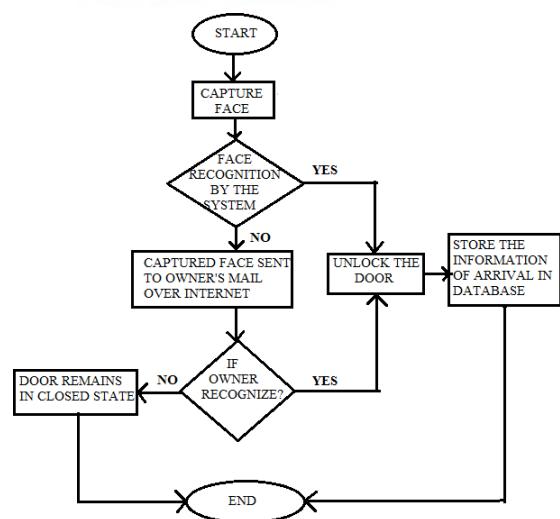 START
CAPTURE
FACE
FACE
RECOGNITION
BY THE
SYSTEM
YES
NO
CAPTURED FACE SENT
TO OWNER'S MAIL
OVER INTERNET
UNLOCK THE
DOOR
STORE THE
INFORMATION
OF ARRIVAL IN
DATABASE
IF
OWNER
RECOGNIZE?
NO
YES
DOOR REMAINS
IN CLOSED STATE
END